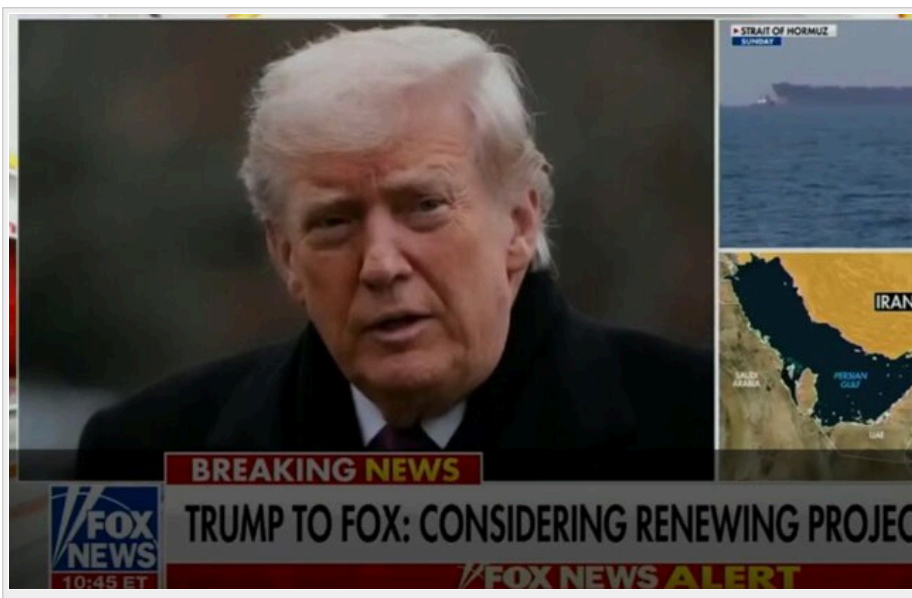 STRAIT OF HORMUZ
SUNDAY
IRAN
SAUDI
ARABIA
PERSIAN
GULF
UAE
BREAKING NEWS
TRUMP TO FOX: CONSIDERING RENEWING PROJEC
FOX
NEWS
10:45 ET
FOX NEWS ALERT